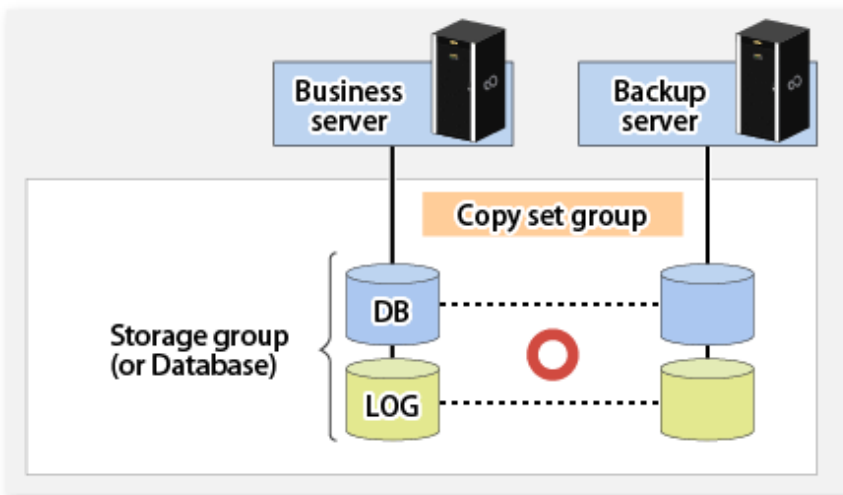 Business
server
Backup
server
Copy set group
DB
Storage group
(or Database)
LOG